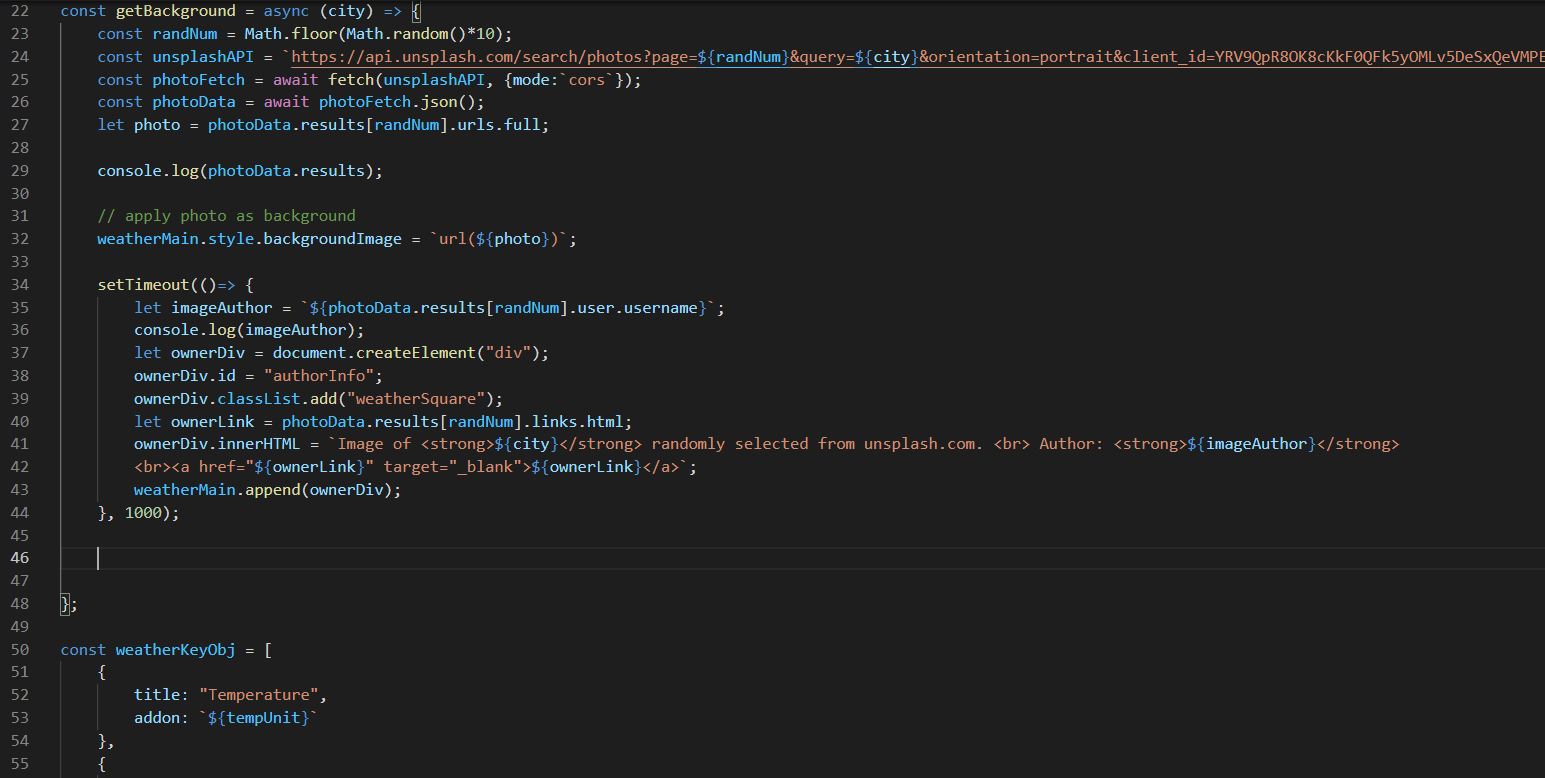 22 const getBackground = async (city) => {
23 const randNum = Math.floor(Math.random()*10);
24 const unsplashAPI = `https://api.unsplash.com/search/photos?page=${randNum}&query=${city}&orientation=portrait&client_id=YRV9QpR8OK8cKkF0QFk5yOMLv5DeSxQeVMPE
25 const photoFetch = await fetch(unsplashAPI, {mode:`cors`});
26 const photoData = await photoFetch.json();
27 let photo = photoData.results[randNum].urls.full;
28
29 console.log(photoData.results);
30
31 // apply photo as background
32 weatherMain.style.backgroundImage = `url(${photo})`;
33
34 setTimeout(()=> {
35 let imageAuthor = `${photoData.results[randNum].user.username}`;
36 console.log(imageAuthor);
37 let ownerDiv = document.createElement("div");
38 ownerDiv.id = "authorInfo";
39 ownerDiv.classList.add("weatherSquare");
40 let ownerLink = photoData.results[randNum].links.html;
41 ownerDiv.innerHTML = `Image of <strong>${city}</strong> randomly selected from unsplash.com. <br> Author: <strong>${imageAuthor}</strong>
42 <br><a href="${ownerLink}" target="_blank">${ownerLink}</a>`;
43 weatherMain.append(ownerDiv);
44 }, 1000);
45
46
47
48 };
49
50 const weatherKeyObj = [
51 {
52 title: "Temperature",
53 addon: `${tempUnit}`
54 },
55 {